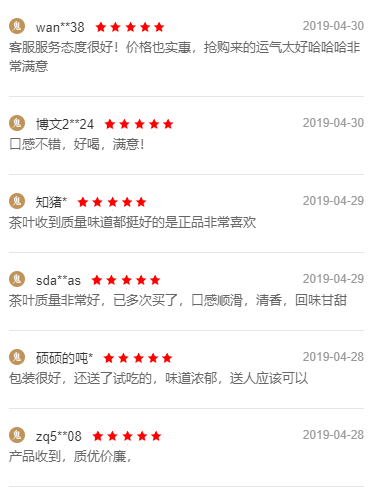 wan**38 2019-04-30
客服服务态度很好！价格也实惠，抢购来的运气太好哈哈哈非
常满意
博文2**24 2019-04-30
口感不错，好喝，满意！
知猪* 2019-04-29
茶叶收到质量味道都挺好的是正品非常喜欢
sda**as 2019-04-29
茶叶质量非常好，已多次买了，口感顺滑，清香，回味甘甜
硕硕的吨* 2019-04-28
包装很好，还送了试吃的，味道浓郁，送人应该可以
zq5**08 2019-04-28
产品收到，质优价廉，